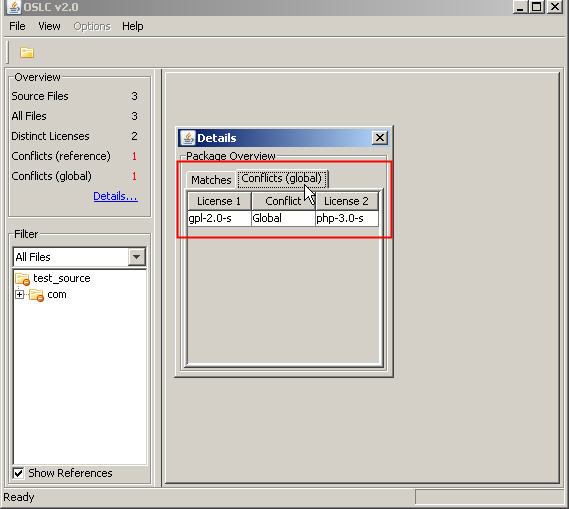 OSLC v2.0
File View Options Help
Overview
Source Files 3
All Files 3
Distinct Licenses 2
Conflicts (reference) 1
Conflicts (global) 1
Details...
Filter
All Files
test_source
com
Show References
Ready
Details
Package Overview
Matches Conflicts (global)
License 1 Conflict License 2
gpl-2.0-s Global php-3.0-s